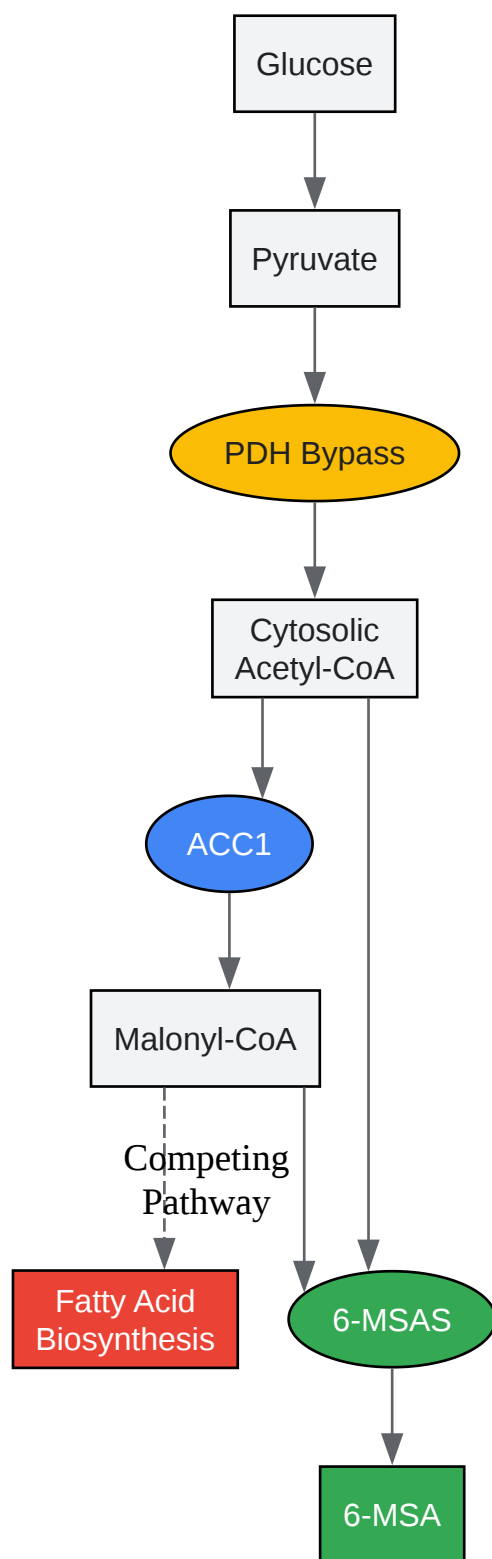 Glucose
Pyruvate
PDH Bypass
Cytosolic
Acetyl-CoA
ACC1
Malonyl-CoA
Competing
Pathway
Fatty Acid
Biosynthesis
6-MSAS
6-MSA